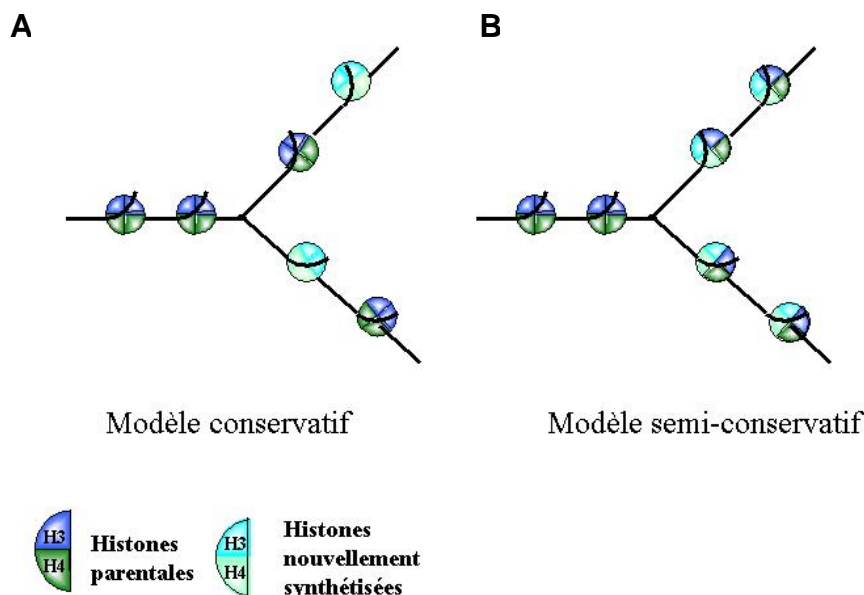 A
B
Modèle conservatif
Modèle semi-conservatif
H3
H4
Histones
parentales
H3
H4
Histones
nouvellement
synthétisées